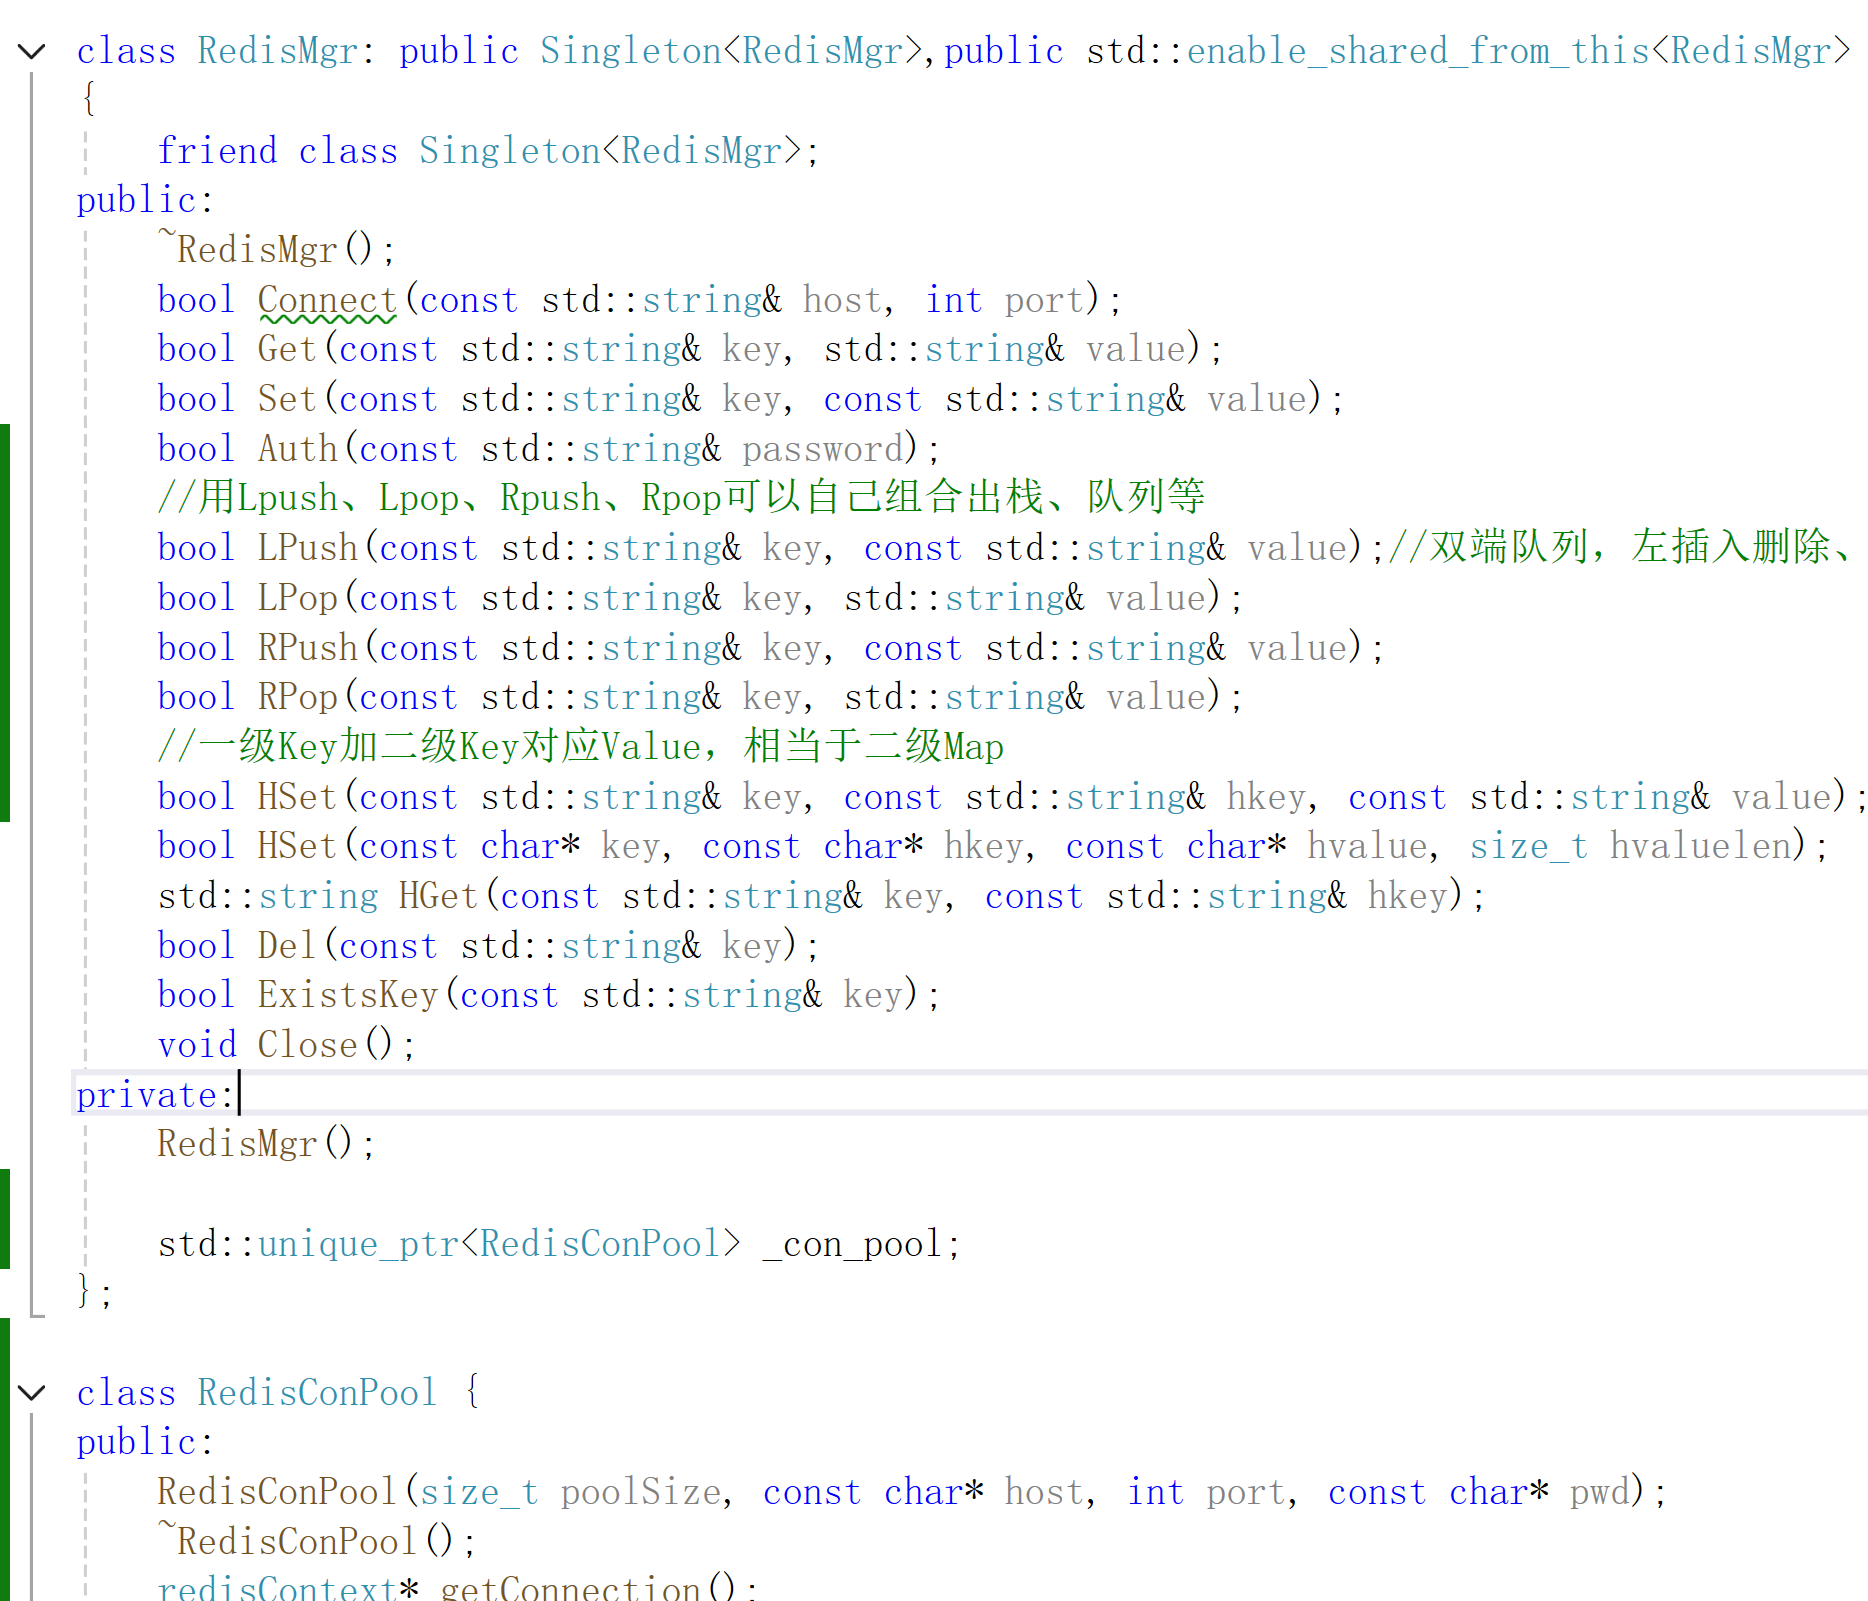 class RedisMgr: public Singleton<RedisMgr>,public std::enable_shared_from_this<RedisMgr>
{
    friend class Singleton<RedisMgr>;
public:
    ~RedisMgr();
    bool Connect(const std::string& host, int port);
    bool Get(const std::string& key, std::string& value);
    bool Set(const std::string& key, const std::string& value);
    bool Auth(const std::string& password);
    //用Lpush、Lpop、Rpush、Rpop可以自己组合出栈、队列等
    bool LPush(const std::string& key, const std::string& value);//双端队列，左插入删除、
    bool LPop(const std::string& key, std::string& value);
    bool RPush(const std::string& key, const std::string& value);
    bool RPop(const std::string& key, std::string& value);
    //一级Key加二级Key对应Value，相当于二级Map
    bool HSet(const std::string& key, const std::string& hkey, const std::string& value);
    bool HSet(const char* key, const char* hkey, const char* hvalue, size_t hvaluelen);
    std::string HGet(const std::string& key, const std::string& hkey);
    bool Del(const std::string& key);
    bool ExistsKey(const std::string& key);
    void Close();
private:
    RedisMgr();
    std::unique_ptr<RedisConPool> _con_pool;
};
class RedisConPool {
public:
    RedisConPool(size_t poolSize, const char* host, int port, const char* pwd);
    ~RedisConPool();
    redisContext* getConnection();